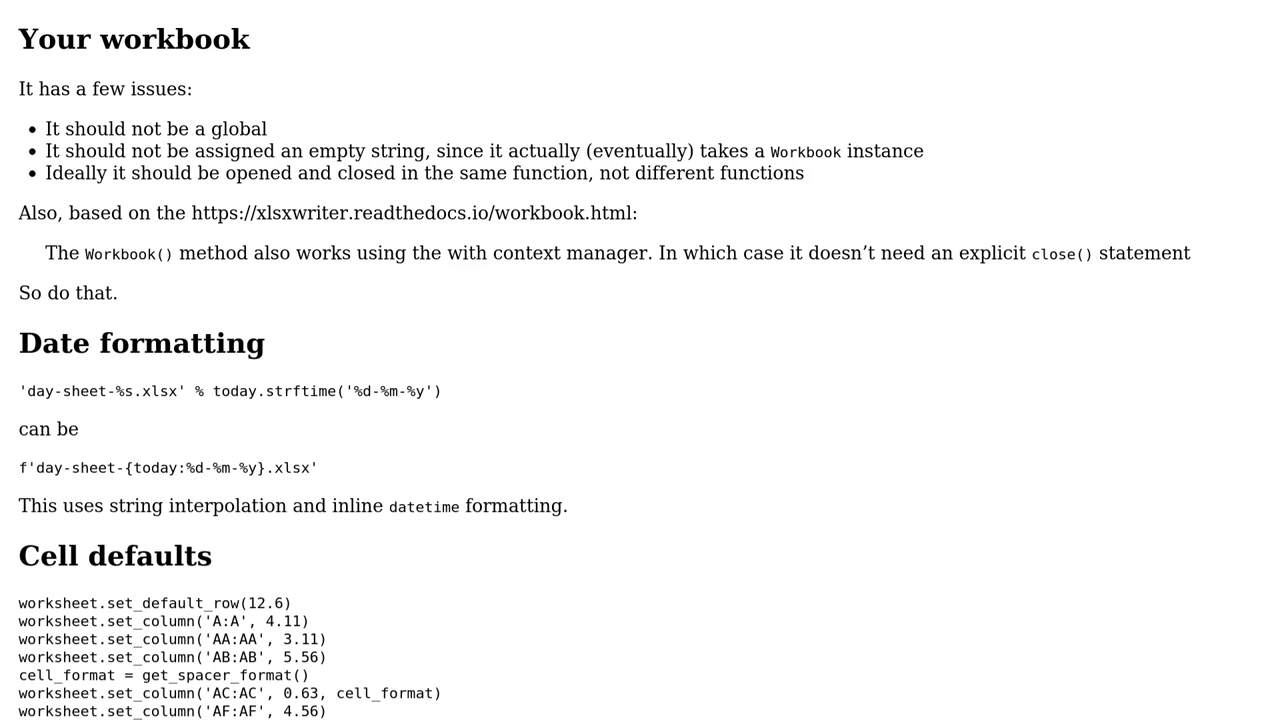 Your workbook
It has a few issues:
• It should not be a global
• It should not be assigned an empty string, since it actually (eventually) takes a Workbook instance
• Ideally it should be opened and closed in the same function, not different functions
Also, based on the https://xlsxwriter.readthedocs.io/workbook.html:
The Workbook() method also works using the with context manager. In which case it doesn’t need an explicit close() statement
So do that.
Date formatting
'day-sheet-%s.xlsx' % today.strftime('%d-%m-%y')
can be
f'day-sheet-{today:%d-%m-%y}.xlsx'
This uses string interpolation and inline datetime formatting.
Cell defaults
worksheet.set_default_row(12.6)
worksheet.set_column('A:A', 4.11)
worksheet.set_column('AA:AA', 3.11)
worksheet.set_column('AB:AB', 5.56)
cell_format = get_spacer_format()
worksheet.set_column('AC:AC', 0.63, cell_format)
worksheet.set_column('AF:AF', 4.56)